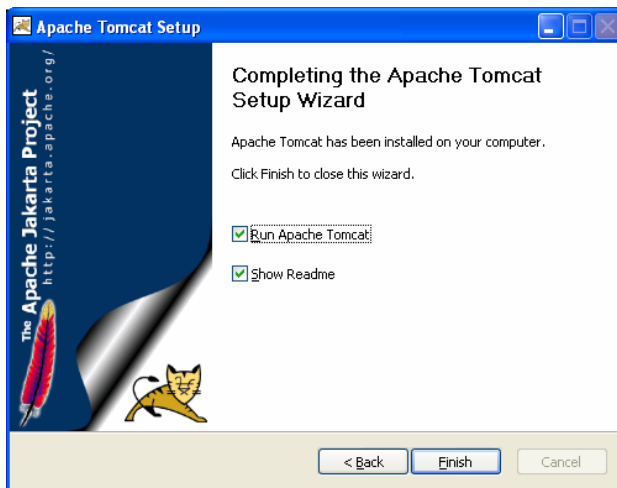 Apache Tomcat Setup
The Apache Jakarta Project
http://jakarta.apache.org/
Completing the Apache Tomcat
Setup Wizard
Apache Tomcat has been installed on your computer.
Click Finish to close this wizard.
Run Apache Tomcat
Show Readme
< Back
Finish
Cancel